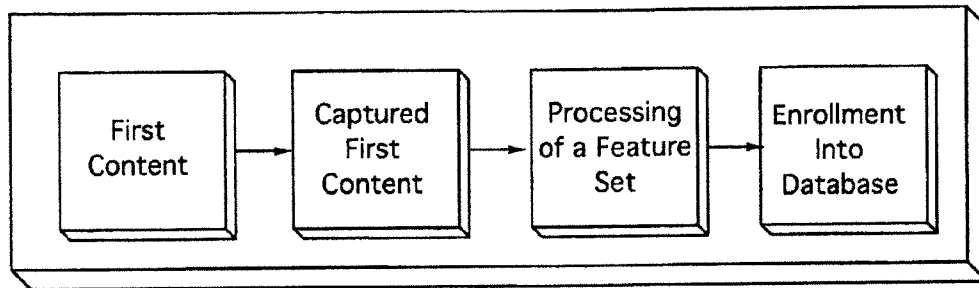 First
Content
Captured
First
Content
Processing
of a Feature
Set
Enrollment
Into
Database